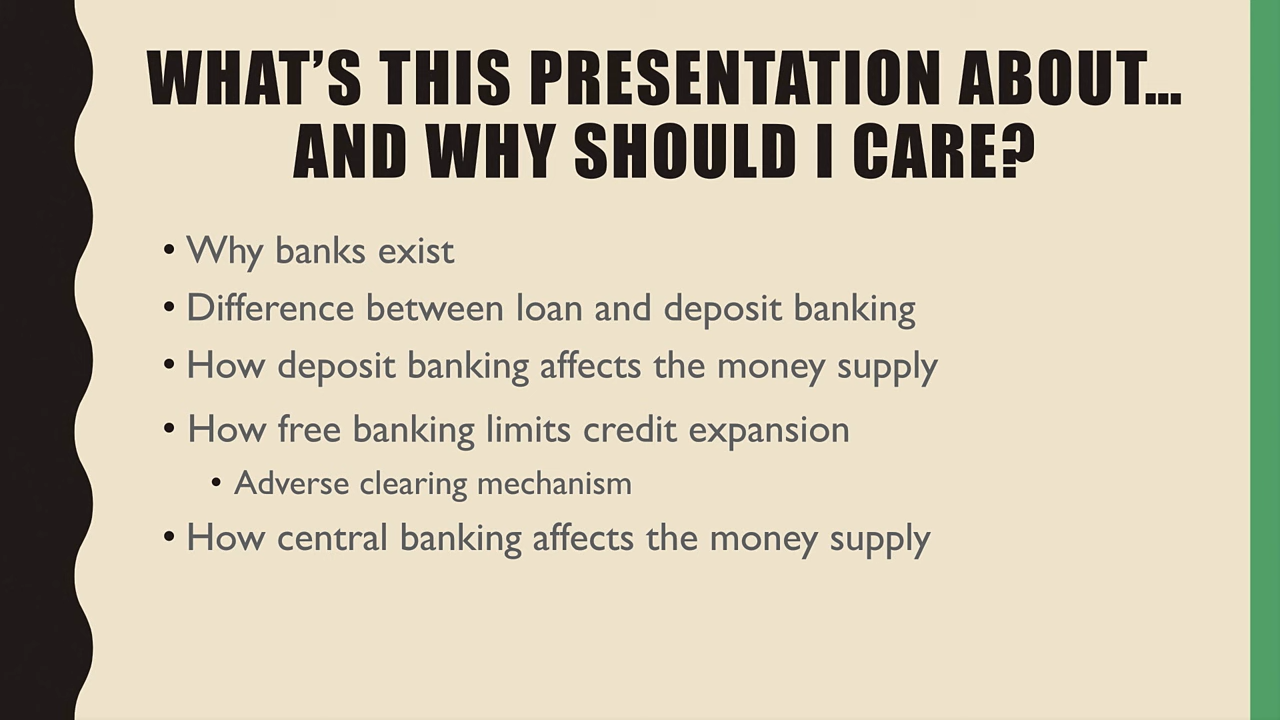 WHAT’S THIS PRESENTATION ABOUT...
AND WHY SHOULD I CARE?
• Why banks exist
• Difference between loan and deposit banking
• How deposit banking affects the money supply
• How free banking limits credit expansion
• Adverse clearing mechanism
• How central banking affects the money supply